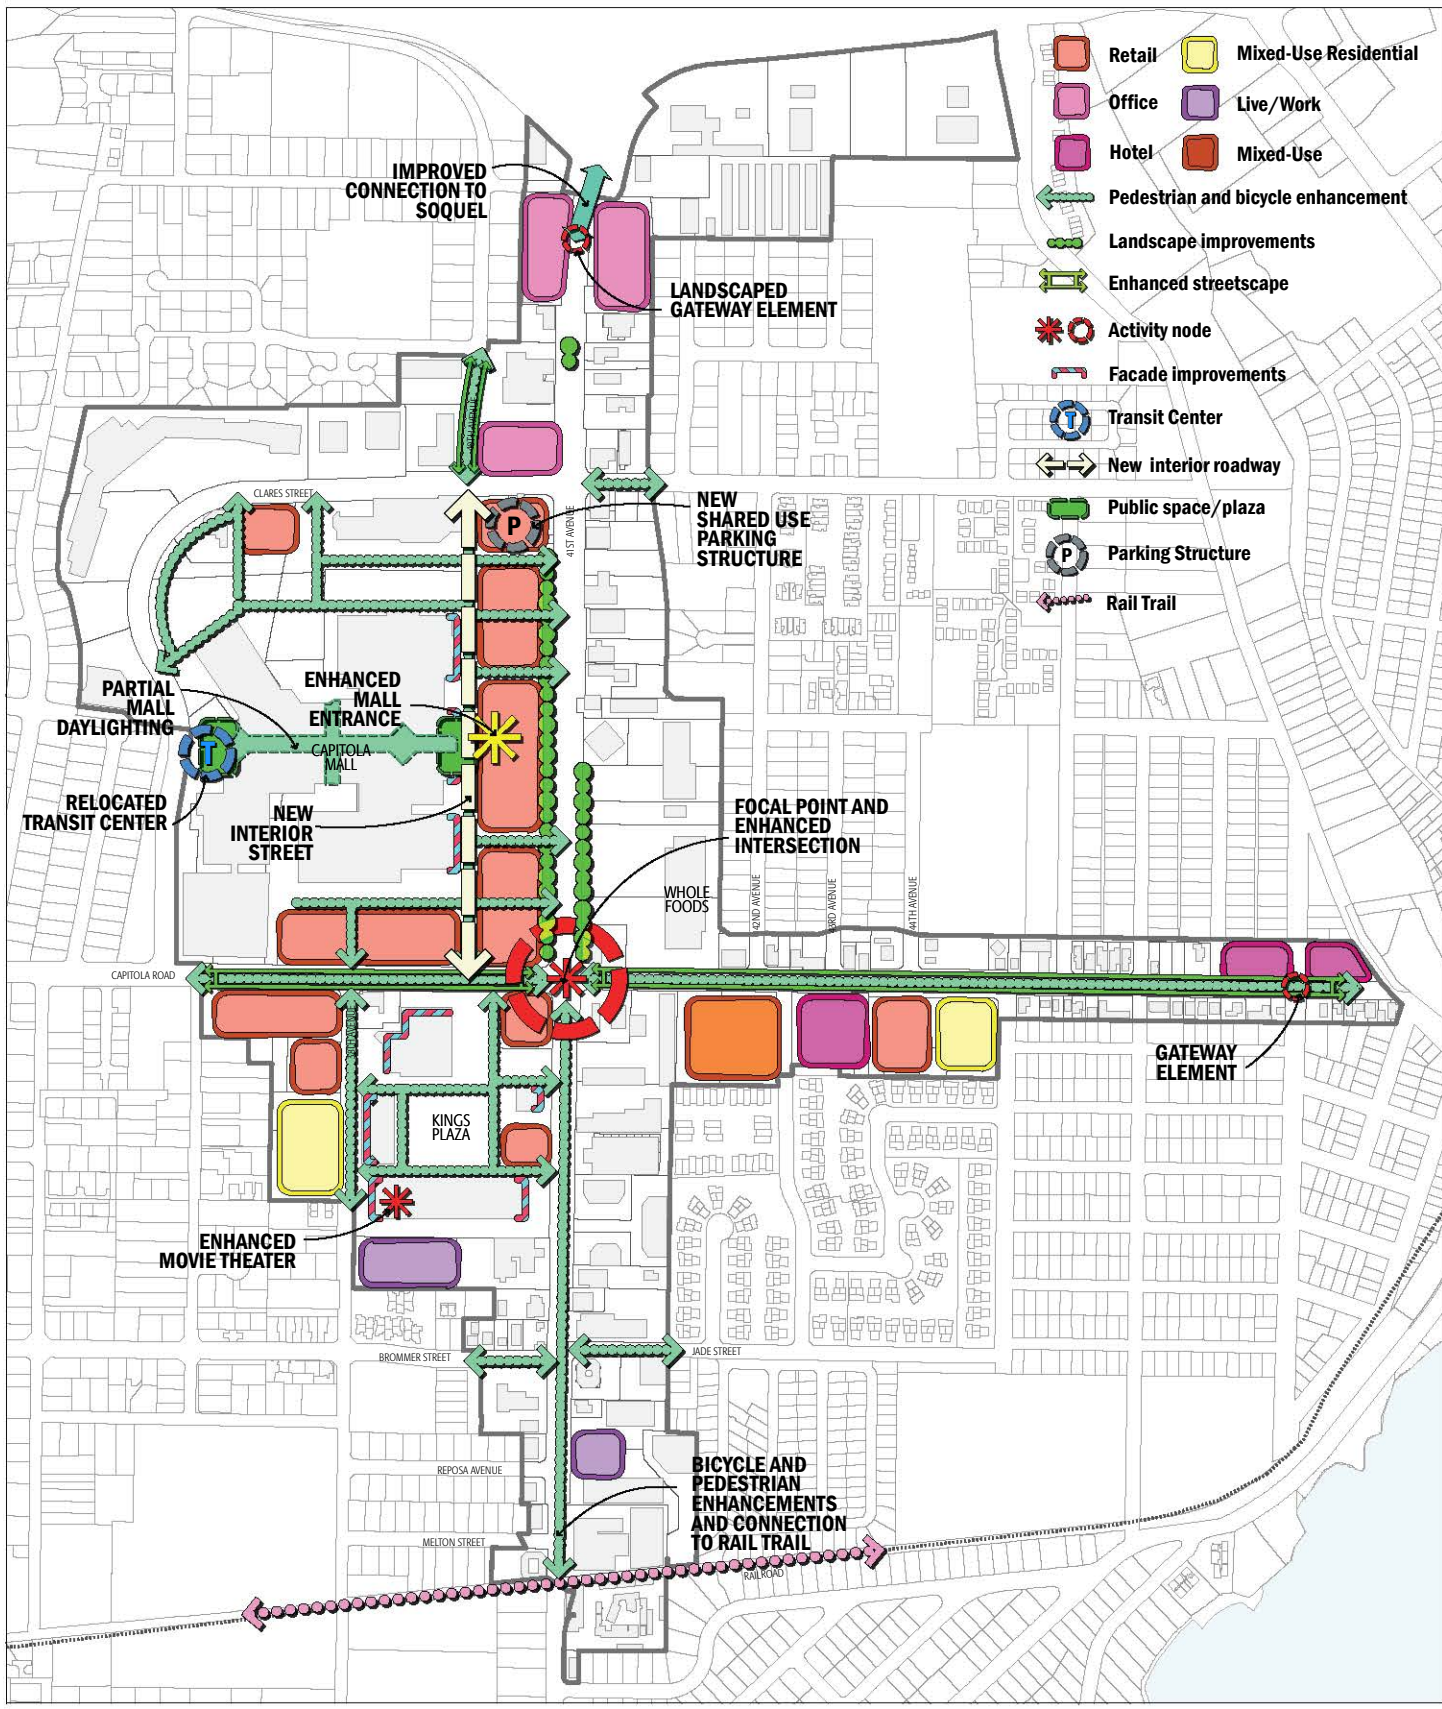 Retail
Mixed-Use Residential
Office
Live/Work
Hotel
Mixed-Use
Pedestrian and bicycle enhancement
Landscape improvements
Enhanced streetscape
Activity node
Facade improvements
T
Transit Center
New interior roadway
Public space/plaza
P
Parking Structure
Rail Trail
IMPROVED
CONNECTION TO
SOQUEL
LANDSCAPED
GATEWAY ELEMENT
CLARES STREET
41ST AVENUE
P
NEW
SHARED USE
PARKING
STRUCTURE
PARTIAL
MALL
DAYLIGHTING
ENHANCED
MALL
ENTRANCE
T
CAPITOLA
MALL
RELOCATED
TRANSIT CENTER
NEW
INTERIOR
STREET
FOCAL POINT AND
ENHANCED
INTERSECTION
WHOLE
FOODS
42ND AVENUE
43RD AVENUE
44TH AVENUE
CAPITOLA ROAD
GATEWAY
ELEMENT
KINGS
PLAZA
ENHANCED
MOVIE THEATER
BROMMER STREET
JADE STREET
REPOSA AVENUE
BICYCLE AND
PEDESTRIAN
ENHANCEMENTS
AND CONNECTION
TO RAIL TRAIL
MELTON STREET
RAILROAD